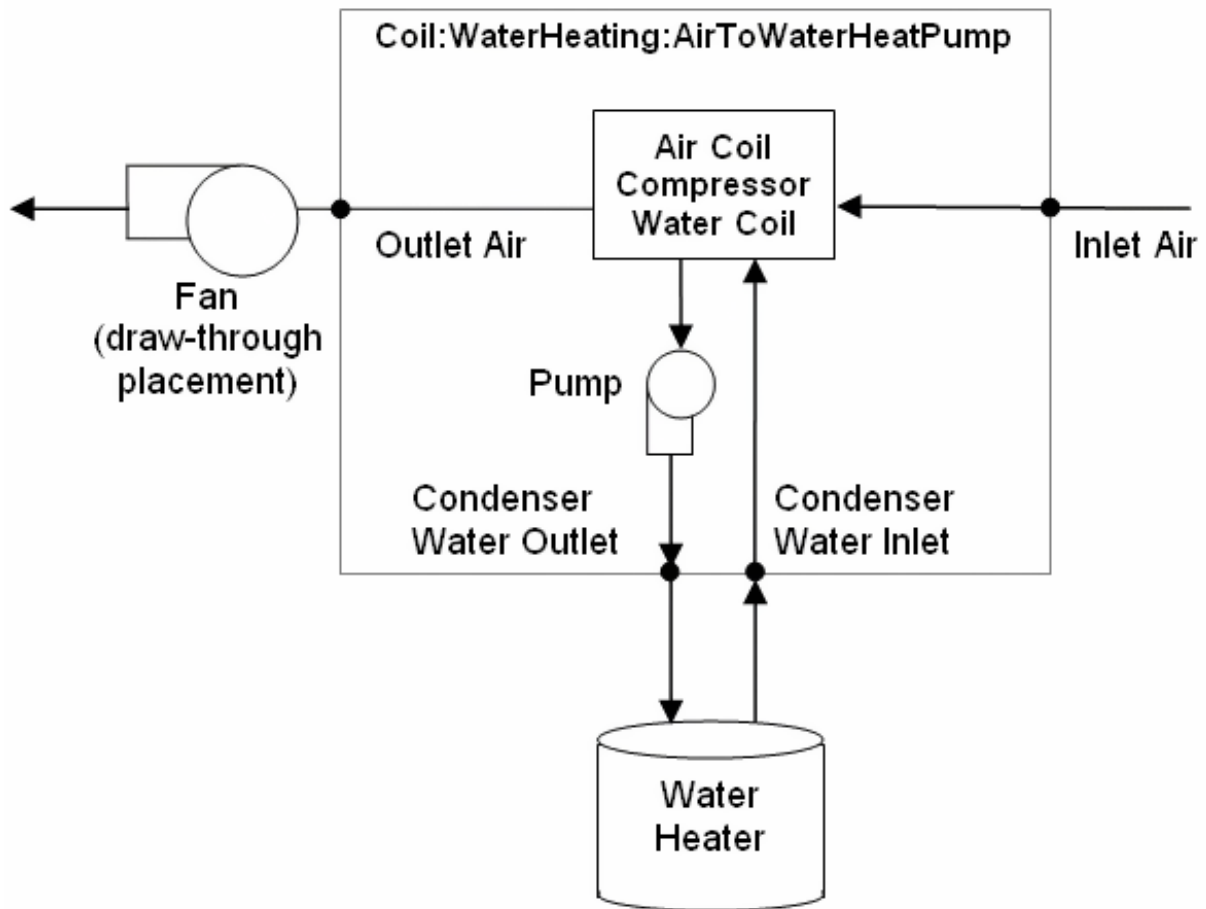 Coil:WaterHeating:AirToWaterHeatPump
Air Coil
Compressor
Water Coil
Outlet Air
Inlet Air
Fan
(draw-through
placement)
Pump
Condenser
Water Outlet
Condenser
Water Inlet
Water
Heater